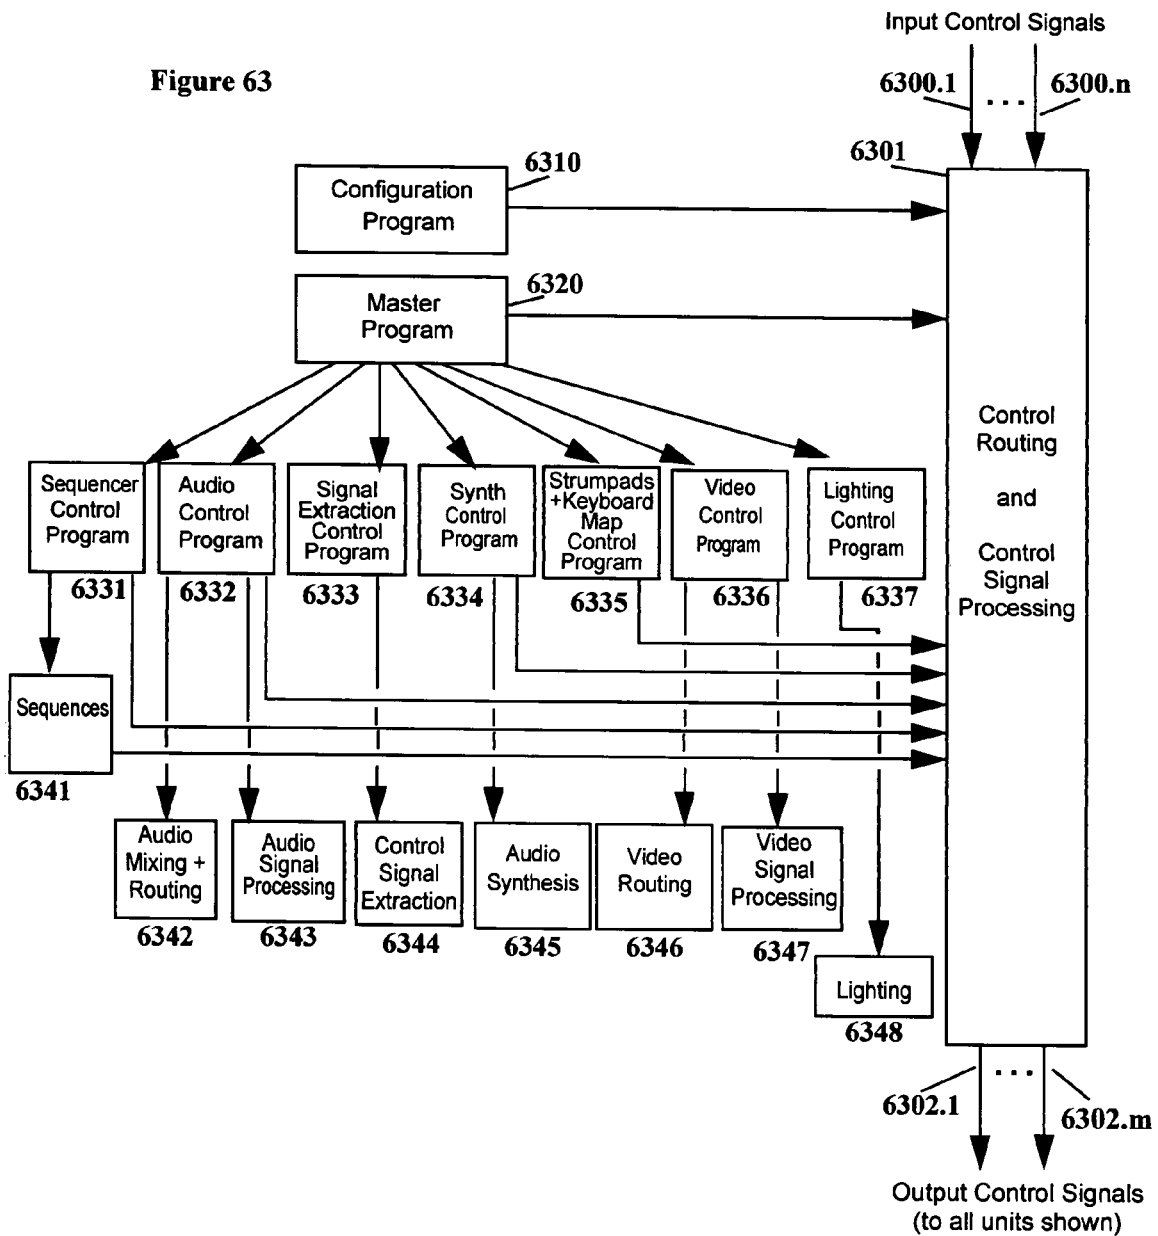 Input Control Signals
Figure 63
6300.1
. . .
6300.n
6301
6310
Configuration
Program
6320
Master
Program
Control
Routing
and
Control
Signal
Processing
Sequencer
Control
Program
Audio
Control
Program
Signal
Extraction
Control
Program
Synth
Control
Program
Strumpads
+Keyboard
Map
Control
Program
Video
Control
Program
Lighting
Control
Program
6331
6332
6333
6334
6335
6336
6337
Sequences
6341
Audio
Mixing +
Routing
Audio
Signal
Processing
Control
Signal
Extraction
Audio
Synthesis
Video
Routing
Video
Signal
Processing
6342
6343
6344
6345
6346
6347
Lighting
6348
6302.1
. . .
6302.m
Output Control Signals
(to all units shown)